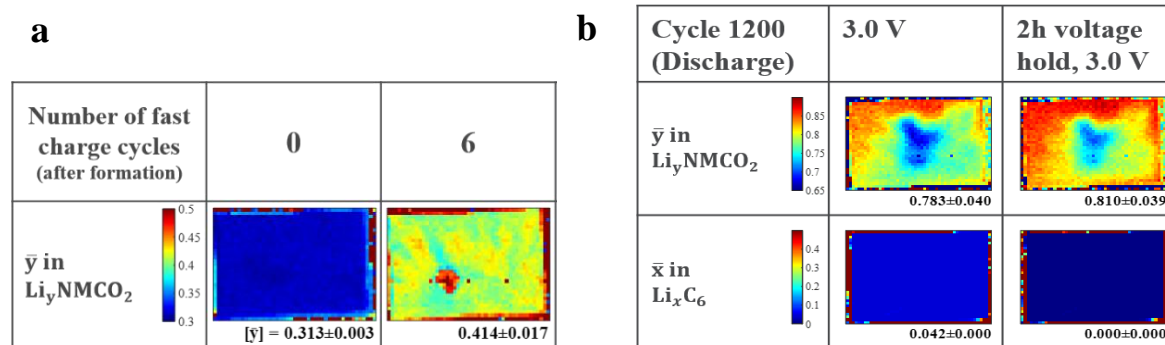 a
Number of fast
charge cycles
(after formation)
0
6
ȳ in
LiyNMCO₂
0.5
0.45
0.4
0.35
0.3
[ȳ] = 0.313±0.003
0.414±0.017
b
Cycle 1200
(Discharge)
3.0 V
2h voltage
hold, 3.0 V
ȳ in
LiyNMCO₂
0.85
0.8
0.75
0.7
0.65
0.783±0.040
0.810±0.039
x̄ in
LiₓC₆
0.4
0.3
0.2
0.1
0
0.042±0.000
0.000±0.000